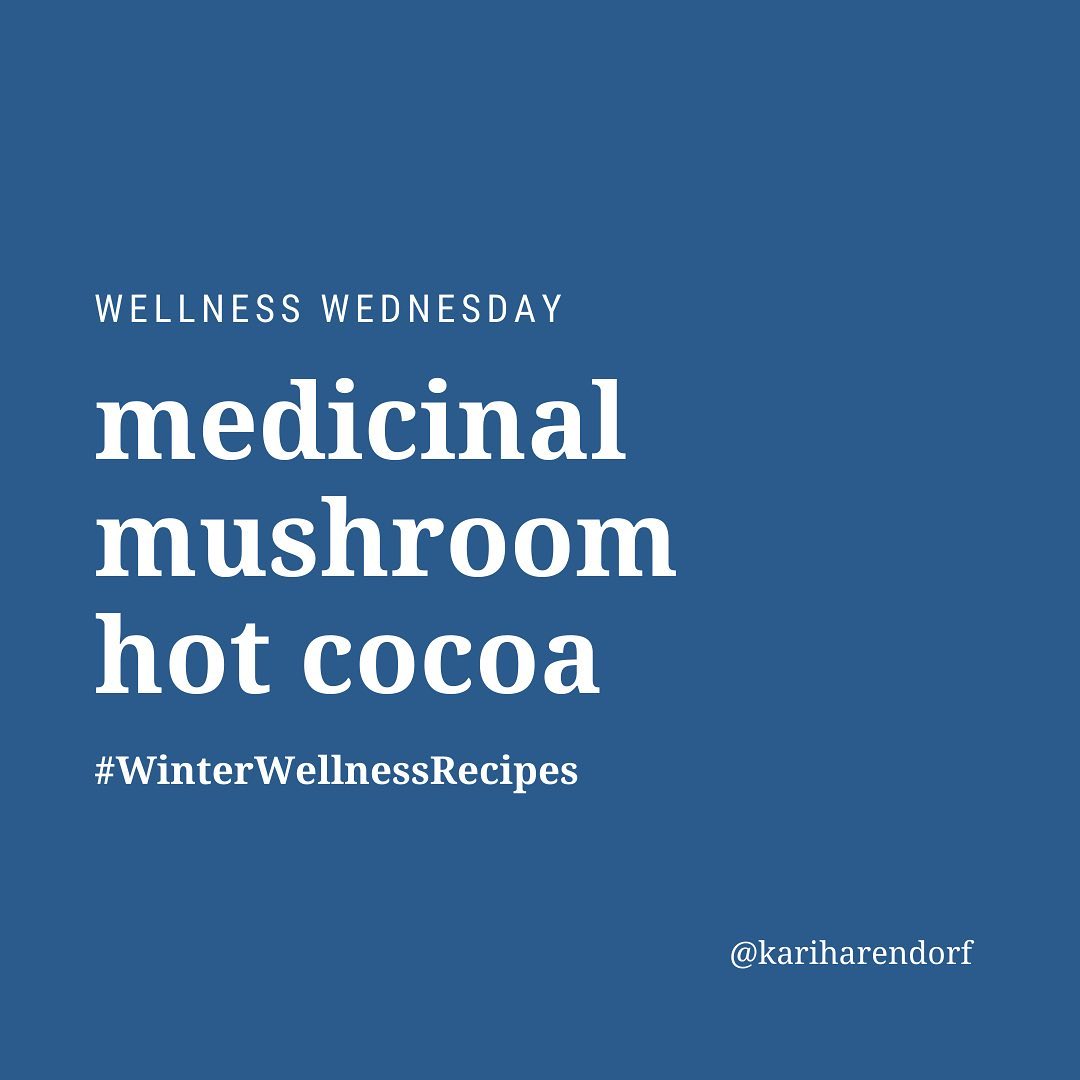 WELLNESS WEDNESDAY
medicinal
mushroom
hot cocoa
#WinterWellnessRecipes
@kariharendorf